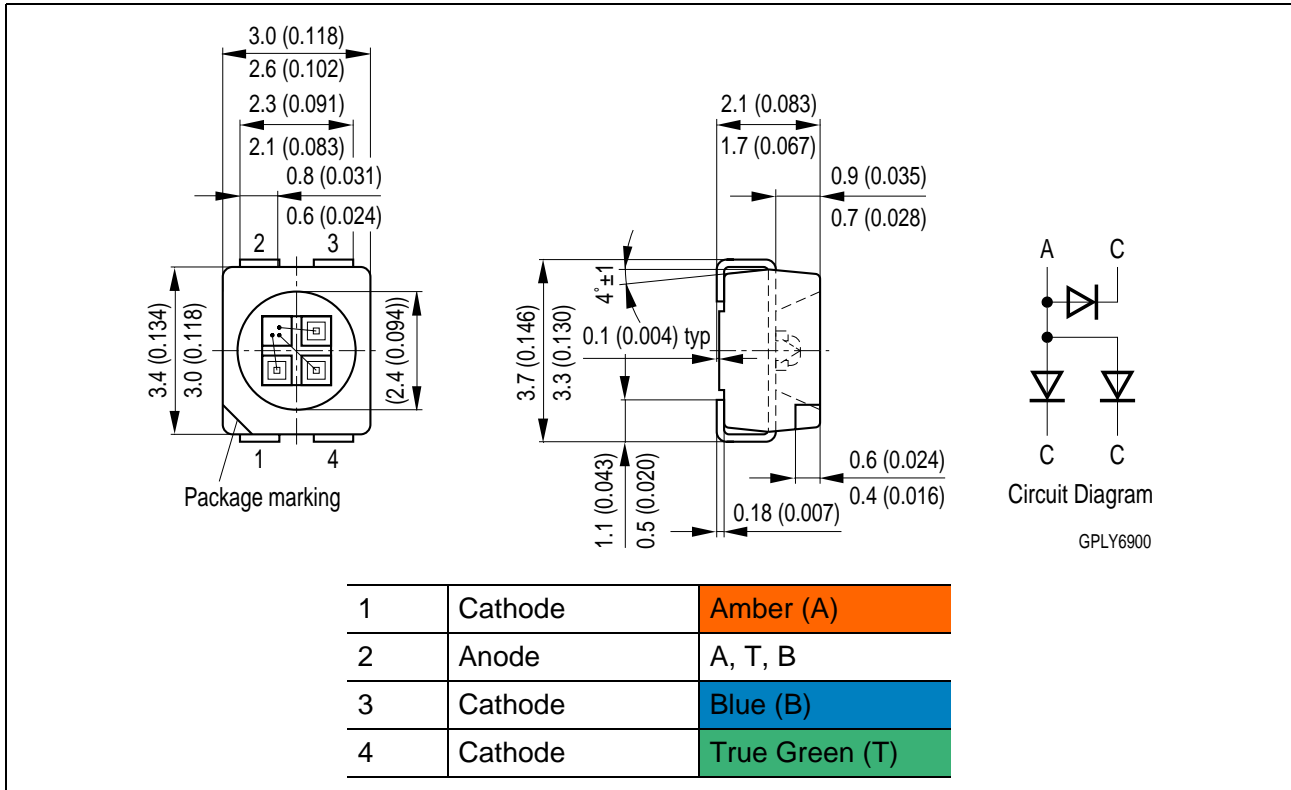 3.0 (0.118)
2.6 (0.102)
2.3 (0.091)
2.1 (0.083)
0.8 (0.031)
0.6 (0.024)
2
3
3.4 (0.134)
3.0 (0.118)
(2.4 (0.094))
1
4
Package marking
2.1 (0.083)
1.7 (0.067)
0.9 (0.035)
0.7 (0.028)
4˚±1
0.1 (0.004) typ
3.7 (0.146)
3.3 (0.130)
1.1 (0.043)
0.5 (0.020)
0.6 (0.024)
0.4 (0.016)
0.18 (0.007)
A C
C C
Circuit Diagram
GPLY6900
1 Cathode Amber (A)
2 Anode A, T, B
3 Cathode Blue (B)
4 Cathode True Green (T)